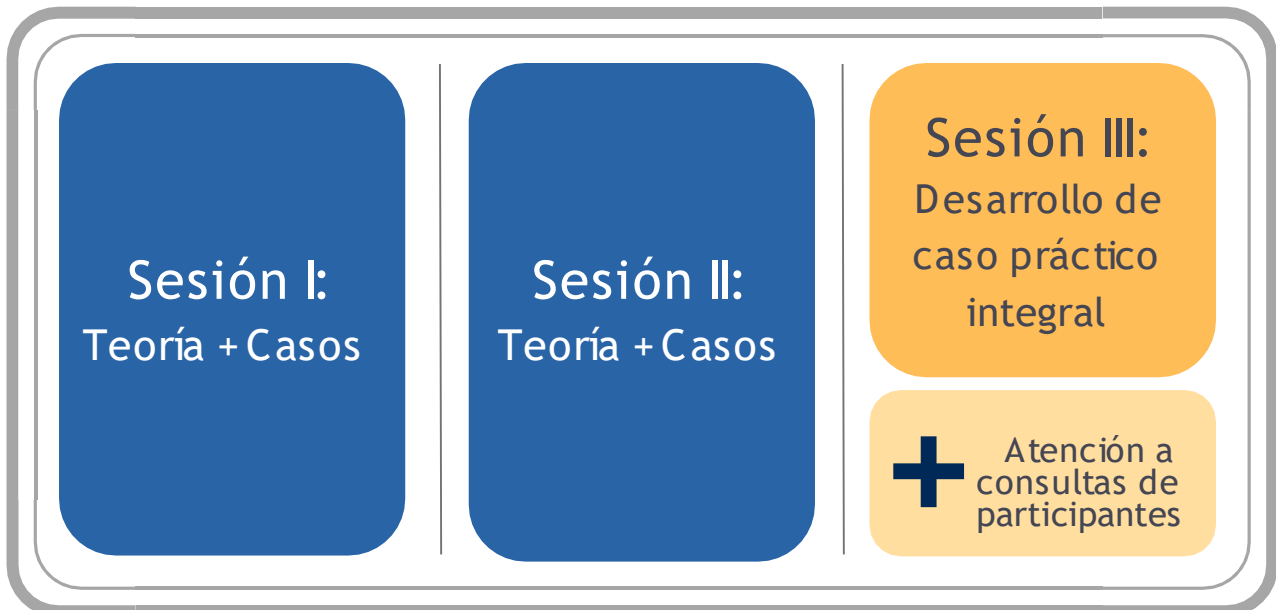 Sesión I:
Teoría + Casos
Sesión II:
Teoría + Casos
Sesión III:
Desarrollo de
caso práctico
integral
+
Atención a
consultas de
participantes